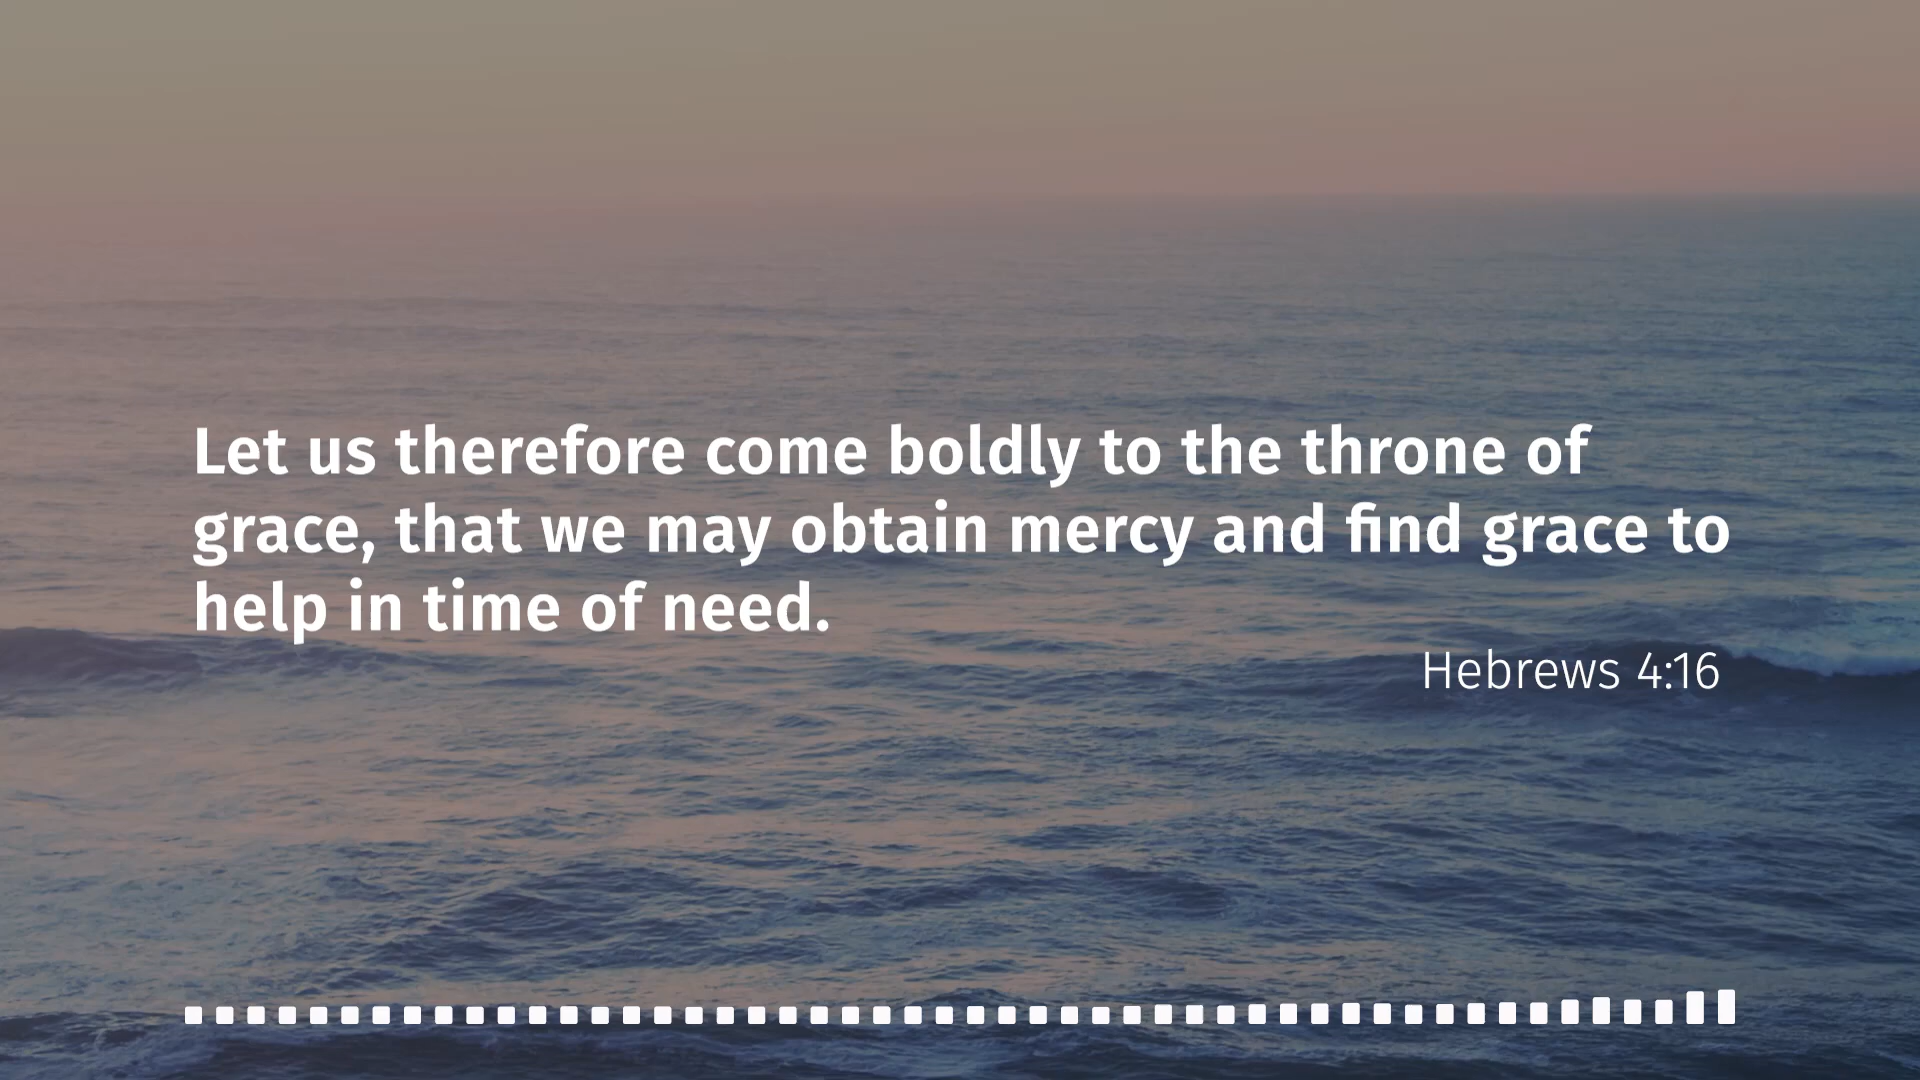 Let us therefore come boldly to the throne of
grace, that we may obtain mercy and find grace to
help in time of need.
Hebrews 4:16